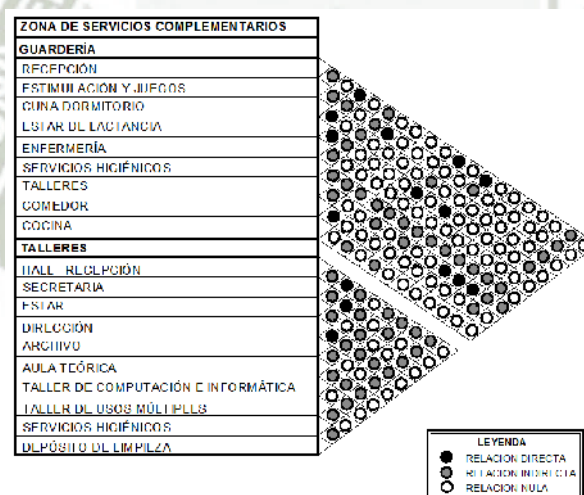 ZONA DE SERVICIOS COMPLEMENTARIOS
GUARDERÍA
RECEPCIÓN
ESTIMULACIÓN Y JUEGOS
CUNA DORMITORIO
ESTAR DE LACTANCIA
ENFERMERÍA
SERVICIOS HIGIÉNICOS
TALLERES
COMEDOR
COCINA
TALLERES
HALL RECEPCIÓN
SECRETARIA
ESTAR
DIRECCIÓN
ARCHIVO
AULA TEÓRICA
TALLER DE COMPUTACIÓN E INFORMÁTICA
TALLER DE USOS MÚLTIPLES
SERVICIOS HIGIÉNICOS
DEPÓSITO DE LIMPIEZA
LEYENDA
RELACION DIRECTA
RELACION INDIRECTA
RELACION NULA